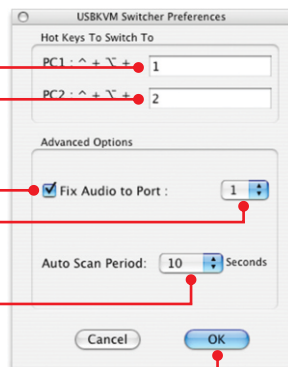 USBKVM Switcher Preferences
Hot Keys To Switch To
PC1 : ^ + ⌥ + 1
PC2 : ^ + ⌥ + 2
Advanced Options
Fix Audio to Port : 1
Auto Scan Period: 10 Seconds
Cancel OK